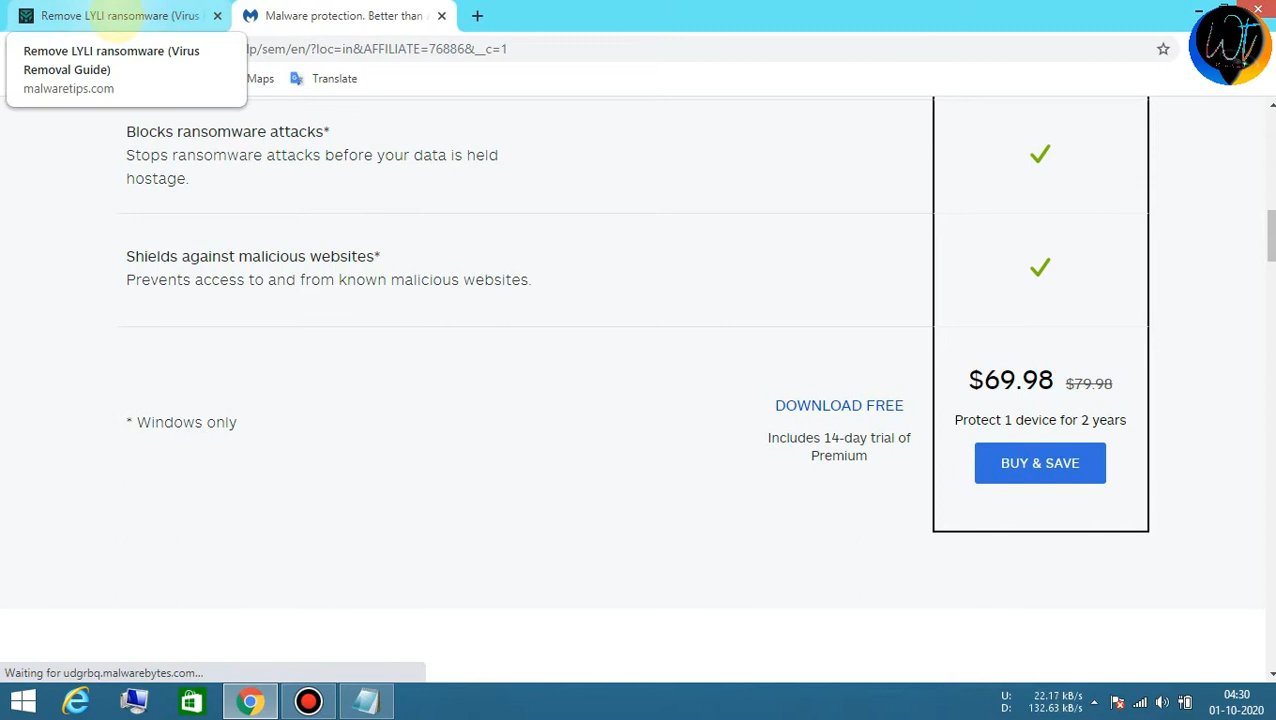 Remove LYLI ransomware (Virus
Malware protection. Better than
Remove LYLI ransomware (Virus
Removal Guide)
malwaretips.com
lp/sem/en/?loc=in&AFFILIATE=76886&__c=1
Maps
Translate
Blocks ransomware attacks*
Stops ransomware attacks before your data is held
hostage.
Shields against malicious websites*
Prevents access to and from known malicious websites.
$69.98 $79.98
DOWNLOAD FREE
Protect 1 device for 2 years
* Windows only
Includes 14-day trial of
Premium
BUY & SAVE
Waiting for udgrbq.malwarebytes.com...
U: 22.17 kB/s
D: 132.63 kB/s
04:30
01-10-2020